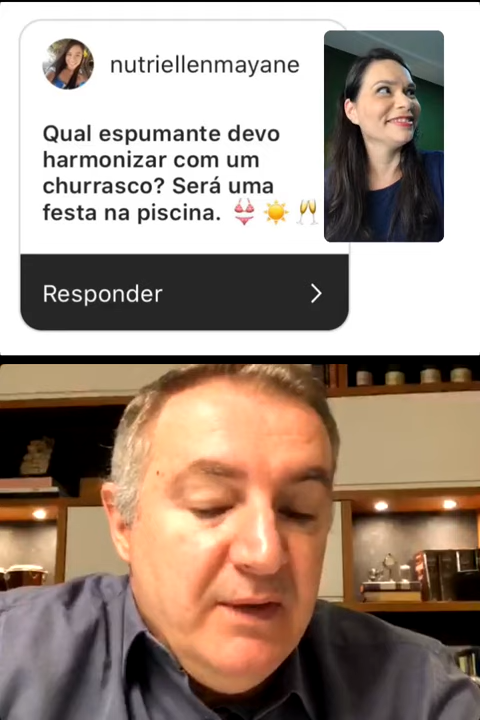 nutriellenmayane
Qual espumante devo
harmonizar com um
churrasco? Será uma
festa na piscina. 👙 ☀️ 🥂
Responder